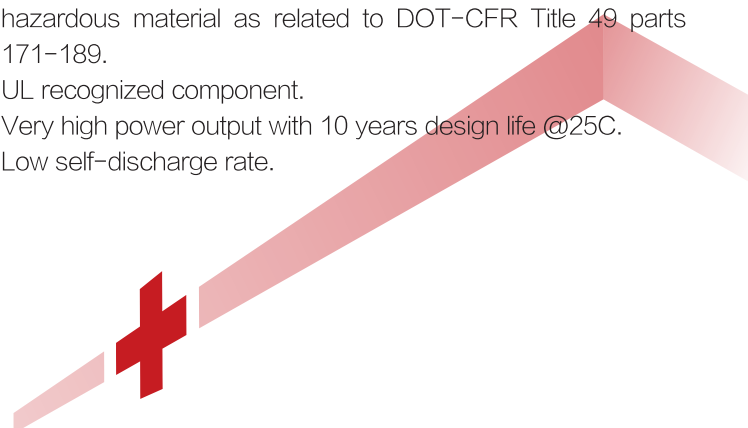 hazardous material as related to DOT-CFR Title 49 parts
171-189.
UL recognized component.
Very high power output with 10 years design life @25C.
Low self-discharge rate.